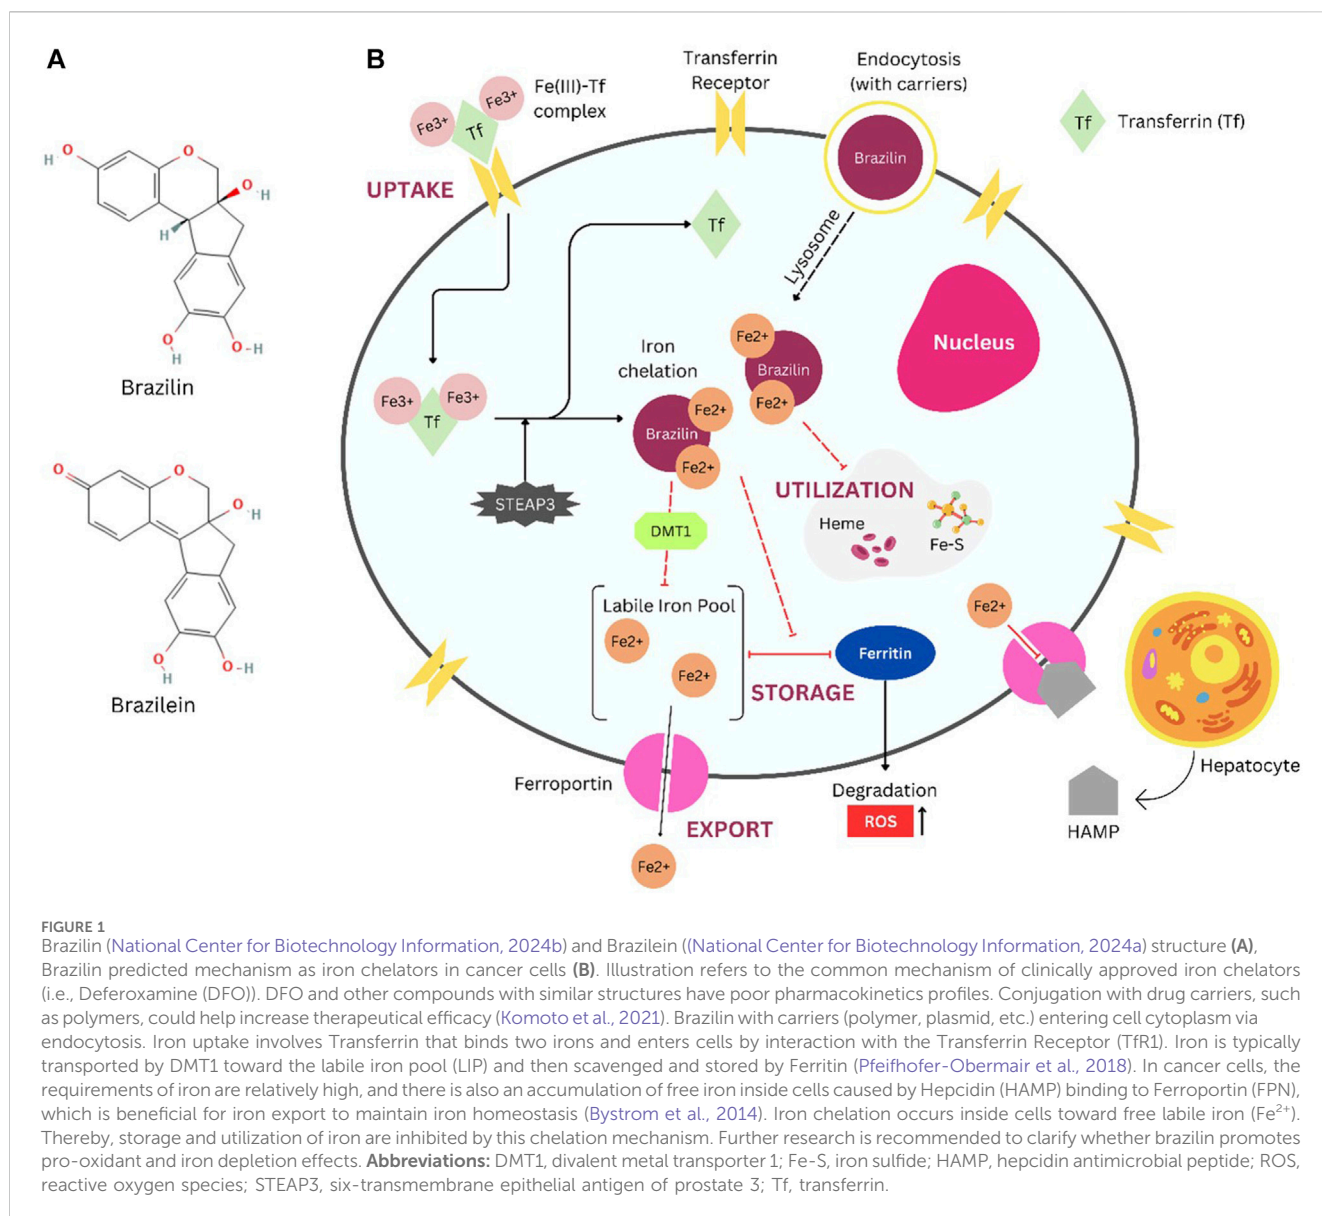 A
B
H
O
O
O
H
H
O
H
O-H
Brazilin
O
O
O
H
O
H
O-H
Brazilein
Fe3+
Fe3+
Tf
Fe(III)-Tf
complex
Transferrin
Receptor
Endocytosis
(with carriers)
Brazilin
Tf
Transferrin (Tf)
UPTAKE
Tf
Lysosome
Nucleus
Iron
chelation
Fe2+
Brazilin
Fe2+
Fe3+
Fe3+
Tf
Fe2+
Brazilin
Fe2+
STEAP3
DMT1
UTILIZATION
Heme
Fe-S
Labile Iron Pool
Fe2+
Fe2+
Ferritin
STORAGE
Fe2+
Hepatocyte
HAMP
Ferroportin
EXPORT
Fe2+
Degradation
ROS
FIGURE 1
Brazilin (National Center for Biotechnology Information, 2024b) and Brazilein ((National Center for Biotechnology Information, 2024a) structure (A),
Brazilin predicted mechanism as iron chelators in cancer cells (B). Illustration refers to the common mechanism of clinically approved iron chelators
(i.e., Deferoxamine (DFO)). DFO and other compounds with similar structures have poor pharmacokinetics profiles. Conjugation with drug carriers, such
as polymers, could help increase therapeutical efficacy (Komoto et al., 2021). Brazilin with carriers (polymer, plasmid, etc.) entering cell cytoplasm via
endocytosis. Iron uptake involves Transferrin that binds two irons and enters cells by interaction with the Transferrin Receptor (TfR1). Iron is typically
transported by DMT1 toward the labile iron pool (LIP) and then scavenged and stored by Ferritin (Pfeifhofer-Obermair et al., 2018). In cancer cells, the
requirements of iron are relatively high, and there is also an accumulation of free iron inside cells caused by Hepcidin (HAMP) binding to Ferroportin (FPN),
which is beneficial for iron export to maintain iron homeostasis (Bystrom et al., 2014). Iron chelation occurs inside cells toward free labile iron (Fe²⁺).
Thereby, storage and utilization of iron are inhibited by this chelation mechanism. Further research is recommended to clarify whether brazilin promotes
pro-oxidant and iron depletion effects. Abbreviations: DMT1, divalent metal transporter 1; Fe-S, iron sulfide; HAMP, hepcidin antimicrobial peptide; ROS,
reactive oxygen species; STEAP3, six-transmembrane epithelial antigen of prostate 3; Tf, transferrin.